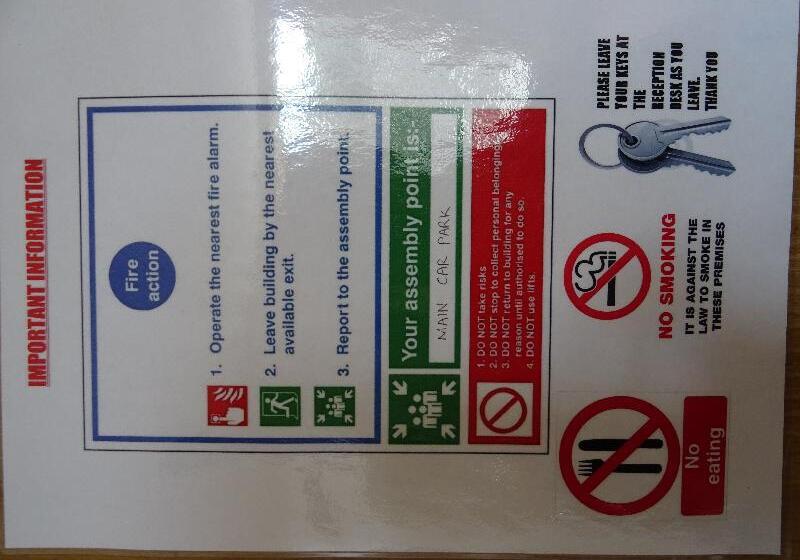 IMPORTANT INFORMATION
Fire
action
1. Operate the nearest fire alarm.
2. Leave building by the nearest
available exit.
3. Report to the assembly point.
Your assembly point is:-
MAIN CAR PARK
1. DO NOT take risks
2. DO NOT stop to collect personal belongings
3. DO NOT return to building for any
reason until authorised to do so.
4. DO NOT use lifts.
No
eating
NO SMOKING
IT IS AGAINST THE
LAW TO SMOKE IN
THESE PREMISES
PLEASE LEAVE
YOUR KEYS AT
THE
RECEPTION
DESK AS YOU
LEAVE.
THANK YOU